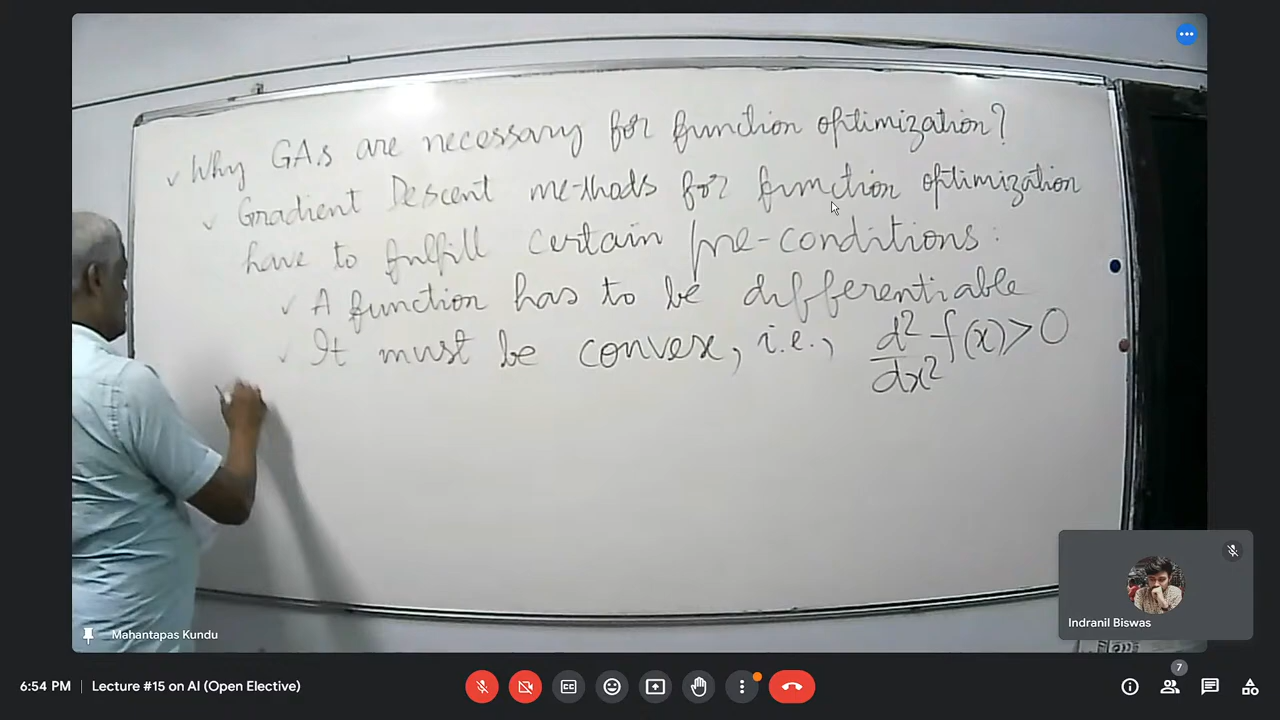 Why GAs are necessary for function optimization?
Gradient Descent methods for function optimization
have to fulfill certain pre-conditions:
A function has to be differentiable
It must be convex, i.e., d²/dx² f(x) > 0
Indranil Biswas
Mahantapas Kundu
6:54 PM | Lecture #15 on AI (Open Elective)
CC
7